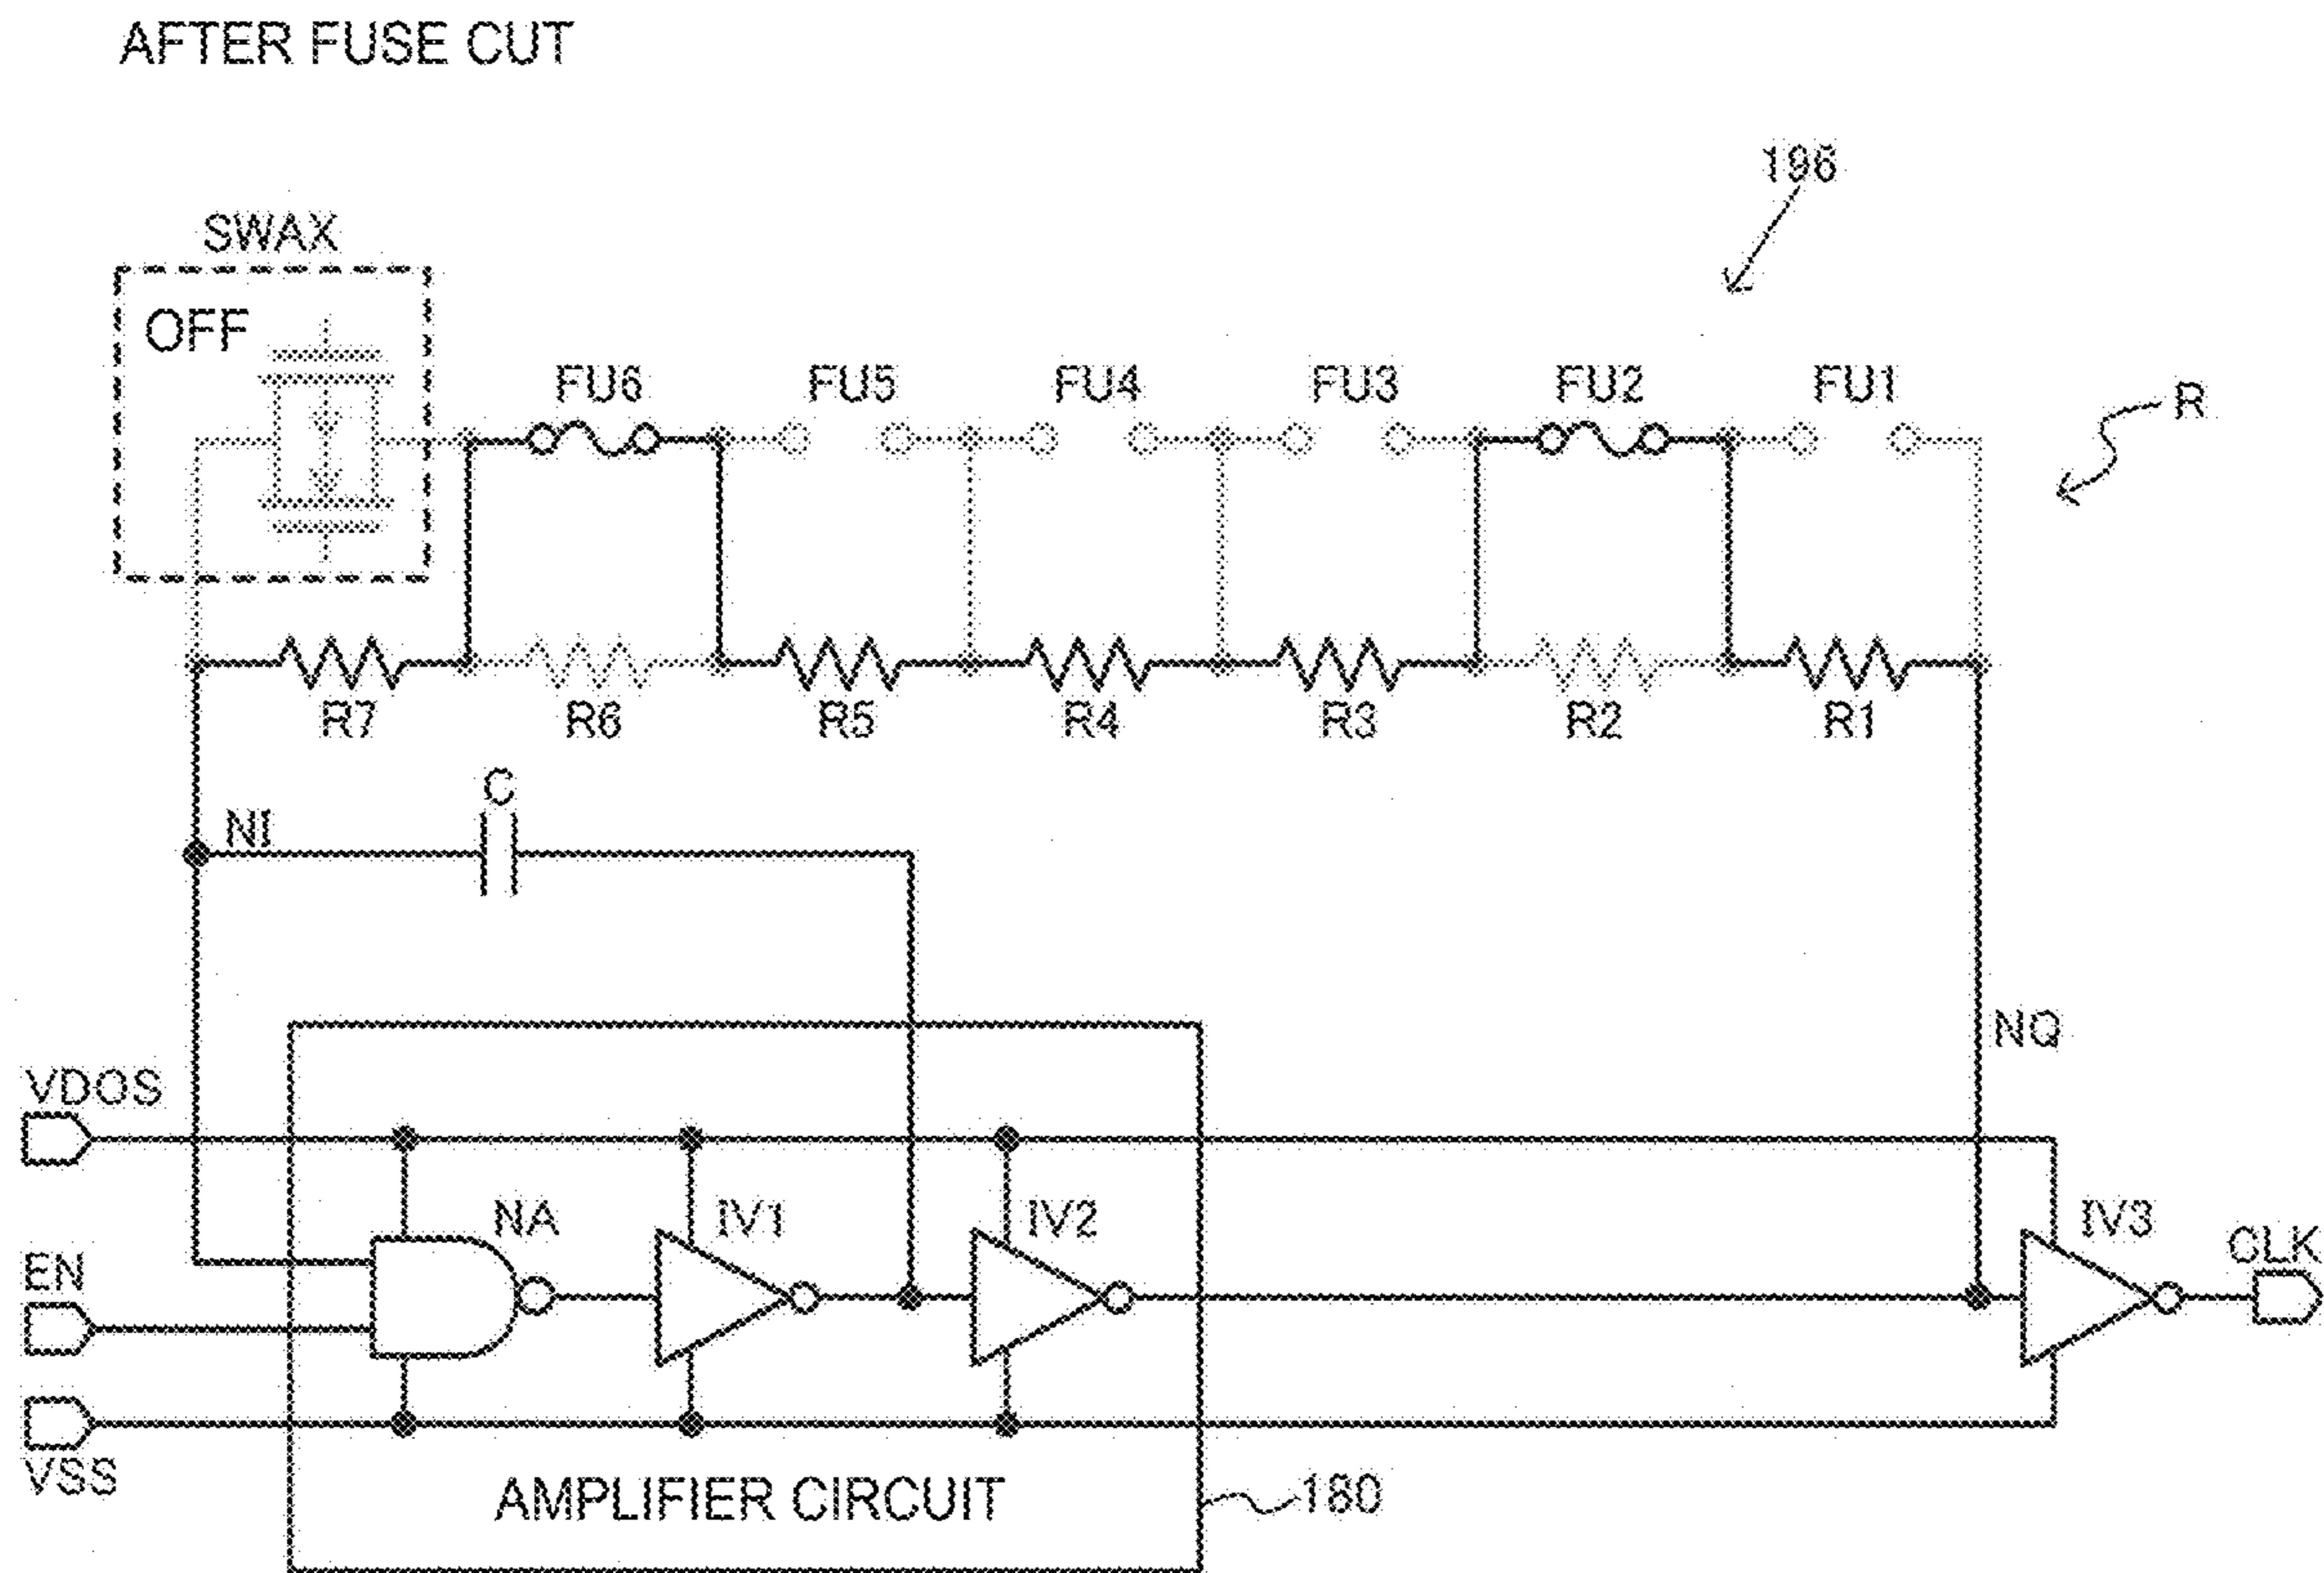 AFTER FUSE CUT
196
SWAX
OFF
FU6 FU5 FU4 FU3 FU2 FU1
R
R7 R6 R5 R4 R3 R2 R1
C
NI
NQ
VDOS
NA IV1 IV2 IV3
EN
CLK
VSS
AMPLIFIER CIRCUIT
180